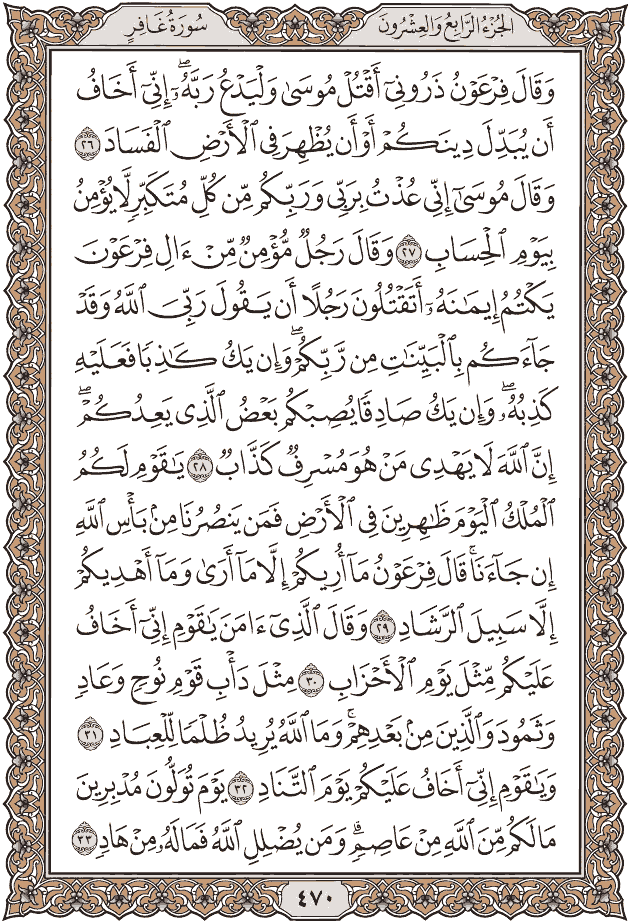 الجزء الرابع والعشرون
سورة غافر
وَقَالَ فِرْعَوْنُ ذَرُونِيٓ أَقْتُلْ مُوسَىٰ وَلْيَدْعُ رَبَّهُۥٓۖ إِنِّيٓ أَخَافُ
أَن يُبَدِّلَ دِينَكُمْ أَوْ أَن يُظْهِرَ فِي ٱلْأَرْضِ ٱلْفَسَادَ ٢٦
وَقَالَ مُوسَىٰٓ إِنِّي عُذْتُ بِرَبِّي وَرَبِّكُم مِّن كُلِّ مُتَكَبِّرٖ لَّا يُؤْمِنُ
بِيَوْمِ ٱلْحِسَابِ ٢٧ وَقَالَ رَجُلٞ مُّؤْمِنٞ مِّنْ ءَالِ فِرْعَوْنَ
يَكْتُمُ إِيمَٰنَهُۥٓ أَتَقْتُلُونَ رَجُلًا أَن يَقُولَ رَبِّيَ ٱللَّهُ وَقَدْ
جَآءَكُم بِٱلْبَيِّنَٰتِ مِن رَّبِّكُمْۖ وَإِن يَكُ كَٰذِبٗا فَعَلَيْهِ
كَذِبُهُۥۖ وَإِن يَكُ صَادِقٗا يُصِبْكُم بَعْضُ ٱلَّذِي يَعِدُكُمْۖ
إِنَّ ٱللَّهَ لَا يَهْدِي مَنْ هُوَ مُسْرِفٞ كَذَّابٞ ٢٨ يَٰقَوْمِ لَكُمُ
ٱلْمُلْكُ ٱلْيَوْمَ ظَٰهِرِينَ فِي ٱلْأَرْضِ فَمَن يَنصُرُنَا مِنۢ بَأْسِ ٱللَّهِ
إِن جَآءَنَاۚ قَالَ فِرْعَوْنُ مَآ أُرِيكُمْ إِلَّا مَآ أَرَىٰ وَمَآ أَهْدِيكُمْ
إِلَّا سَبِيلَ ٱلرَّشَادِ ٢٩ وَقَالَ ٱلَّذِيٓ ءَامَنَ يَٰقَوْمِ إِنِّيٓ أَخَافُ
عَلَيْكُم مِّثْلَ يَوْمِ ٱلْأَحْزَابِ ٣٠ مِثْلَ دَأْبِ قَوْمِ نُوحٖ وَعَادٖ
وَثَمُودَ وَٱلَّذِينَ مِنۢ بَعْدِهِمْۚ وَمَا ٱللَّهُ يُرِيدُ ظُلْمٗا لِّلْعِبَادِ ٣١
وَيَٰقَوْمِ إِنِّيٓ أَخَافُ عَلَيْكُمْ يَوْمَ ٱلتَّنَادِ ٣٢ يَوْمَ تُوَلُّونَ مُدْبِرِينَ
مَا لَكُم مِّنَ ٱللَّهِ مِنْ عَاصِمٖۗ وَمَن يُضْلِلِ ٱللَّهُ فَمَا لَهُۥ مِنْ هَادٖ ٣٣
٤٧٠